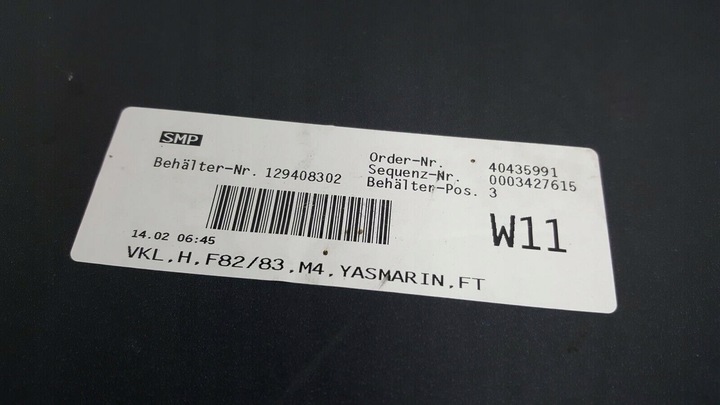 SMP
Behälter-Nr. 129408302
Order-Nr. 40435991
Sequenz-Nr. 0003427615
Behälter-Pos. 3
W11
14.02 06:45
VKL.H.F82/83.M4.YASMARIN.FT